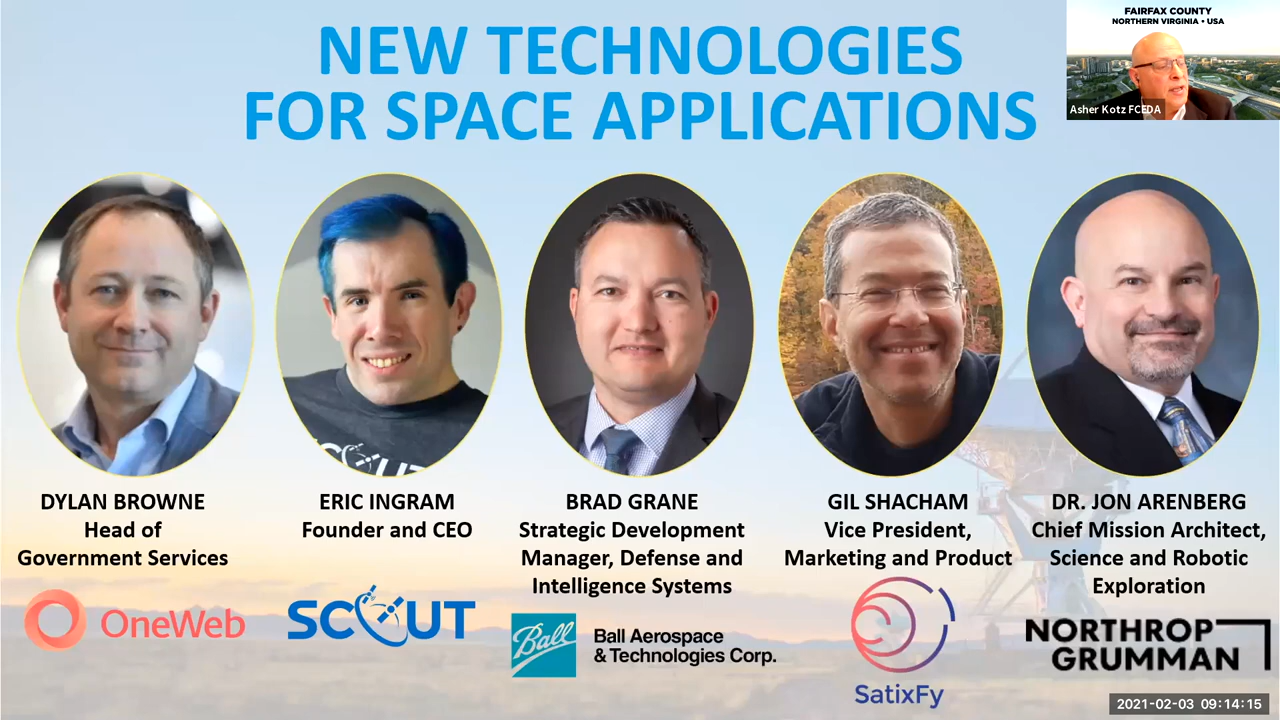 NEW TECHNOLOGIES
FOR SPACE APPLICATIONS
FAIRFAX COUNTY
NORTHERN VIRGINIA • USA
Asher Kotz FCEDA
SCOUT
DYLAN BROWNE
Head of
Government Services
OneWeb
ERIC INGRAM
Founder and CEO
SCOUT
BRAD GRANE
Strategic Development
Manager, Defense and
Intelligence Systems
Ball
Ball Aerospace
& Technologies Corp.
GIL SHACHAM
Vice President,
Marketing and Product
SatixFy
DR. JON ARENBERG
Chief Mission Architect,
Science and Robotic
Exploration
NORTHROP
GRUMMAN
2021-02-03 09:14:15